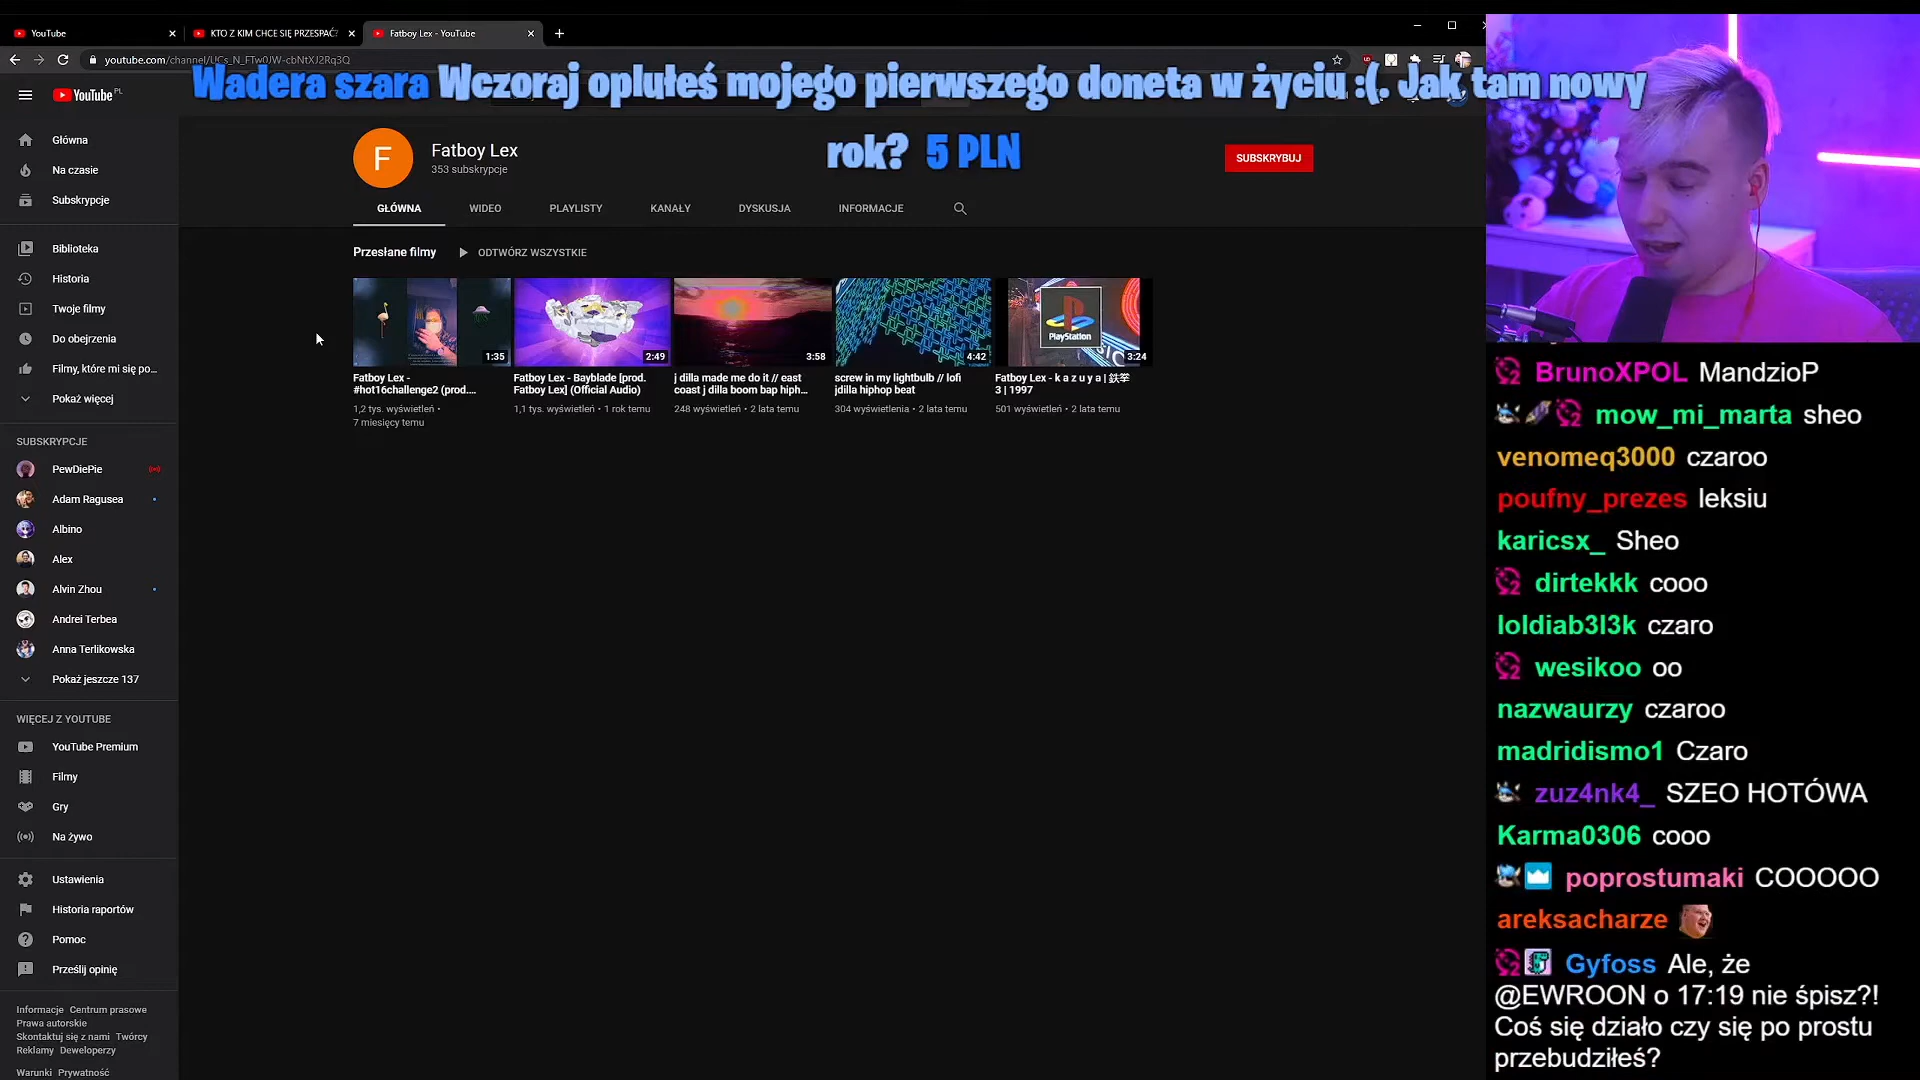 YouTube
KTO Z KIM CHCE SIĘ PRZESPAĆ?
Fatboy Lex - YouTube
youtube.com/channel/UCs_N_FTw0JW-cbNtXJ2Rq3Q
Wadera szara Wczoraj oplułeś mojego pierwszego doneta w życiu :(. Jak tam nowy
rok? 5 PLN
YouTube PL
Główna
Na czasie
Subskrypcje
Biblioteka
Historia
Twoje filmy
Do obejrzenia
Filmy, które mi się po...
Pokaż więcej
SUBSKRYPCJE
PewDiePie
Adam Ragusea
Albino
Alex
Alvin Zhou
Andrei Terbea
Anna Terlikowska
Pokaż jeszcze 137
WIĘCEJ Z YOUTUBE
YouTube Premium
Filmy
Gry
Na żywo
Ustawienia
Historia raportów
Pomoc
Prześlij opinię
Informacje Centrum prasowe
Prawa autorskie
Skontaktuj się z nami Twórcy
Reklamy Deweloperzy
Warunki Prywatność
F
Fatboy Lex
353 subskrypcje
SUBSKRYBUJ
GŁÓWNA WIDEO PLAYLISTY KANAŁY DYSKUSJA INFORMACJE
Przesłane filmy ODTWÓRZ WSZYSTKIE
1:35
Fatboy Lex -
#hot16challenge2 (prod....
1,2 tys. wyświetleń •
7 miesięcy temu
2:49
Fatboy Lex - Bayblade [prod.
Fatboy Lex] (Official Audio)
1,1 tys. wyświetleń • 1 rok temu
3:58
j dilla made me do it // east
coast j dilla boom bap hiph...
248 wyświetleń • 2 lata temu
4:42
screw in my lightbulb // lofi
jdilla hiphop beat
304 wyświetlenia • 2 lata temu
PlayStation
3:24
Fatboy Lex - k a z u y a | 鉄拳
3 | 1997
501 wyświetleń • 2 lata temu
BrunoXPOL MandzioP
mow_mi_marta sheo
venomeq3000 czaroo
poufny_prezes leksiu
karicsx_ Sheo
dirtekkk cooo
loldiab3l3k czaro
wesikoo oo
nazwaurzy czaroo
madridismo1 Czaro
zuz4nk4_ SZEO HOTÓWA
Karma0306 cooo
poprostumaki COOOOO
areksacharze
Gyfoss Ale, że
@EWROON o 17:19 nie śpisz?!
Coś się działo czy się po prostu
przebudziłeś?